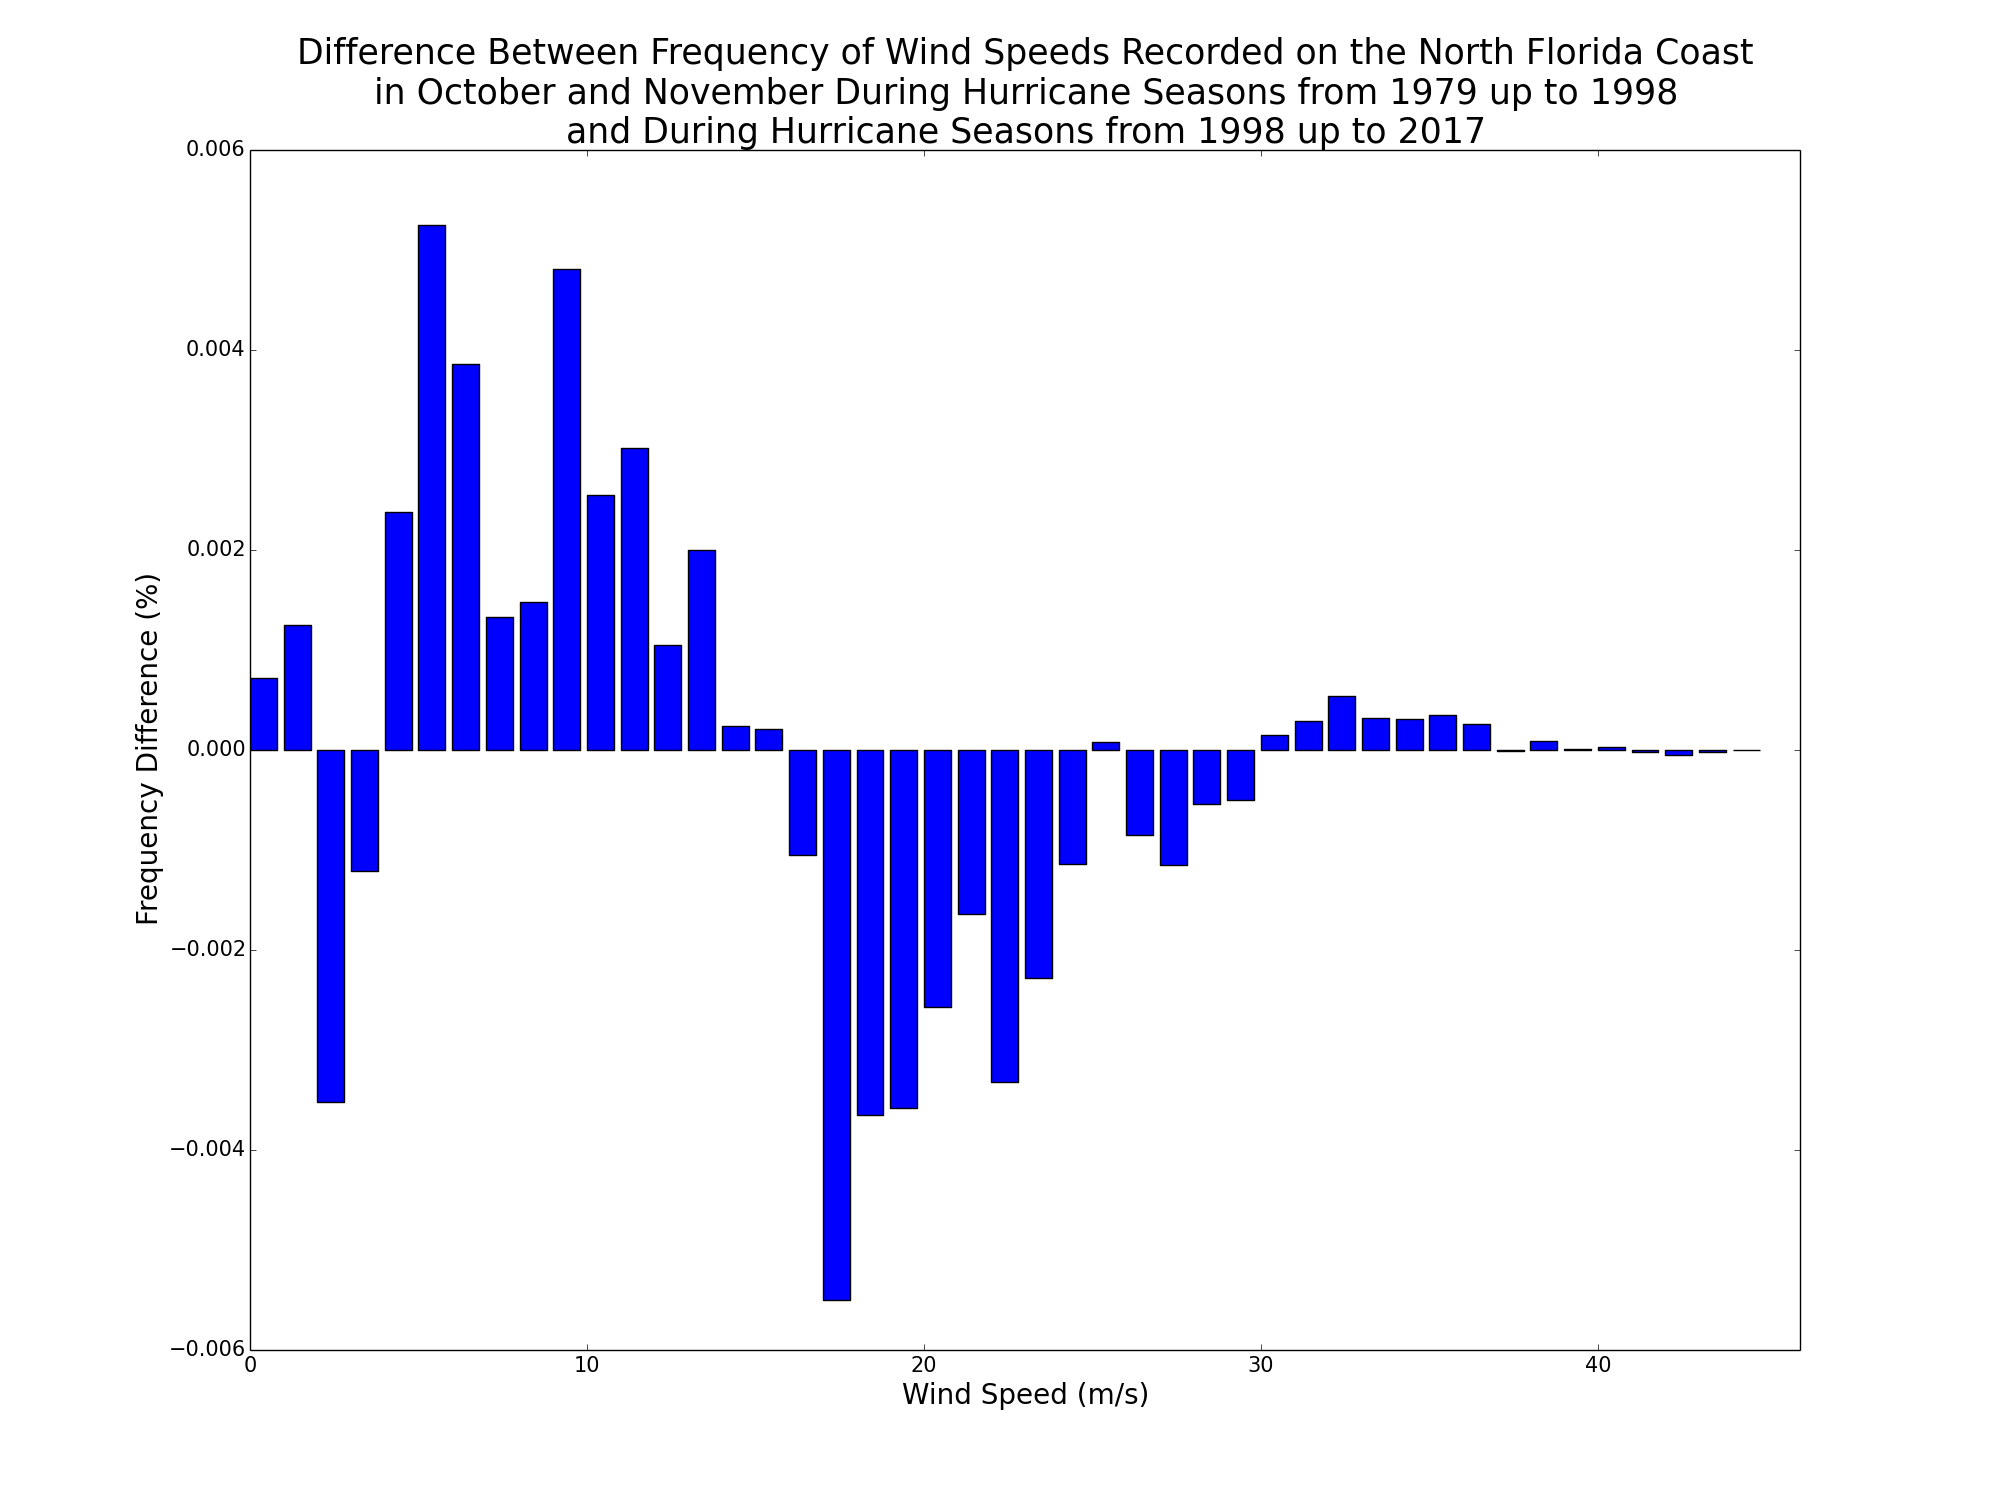 Difference Between Frequency of Wind Speeds Recorded on the North Florida Coast
in October and November During Hurricane Seasons from 1979 up to 1998
and During Hurricane Seasons from 1998 up to 2017
0.006
0.004
0.002
0.000
−0.002
−0.004
−0.006
Frequency Difference (%)
0 10 20 30 40
Wind Speed (m/s)